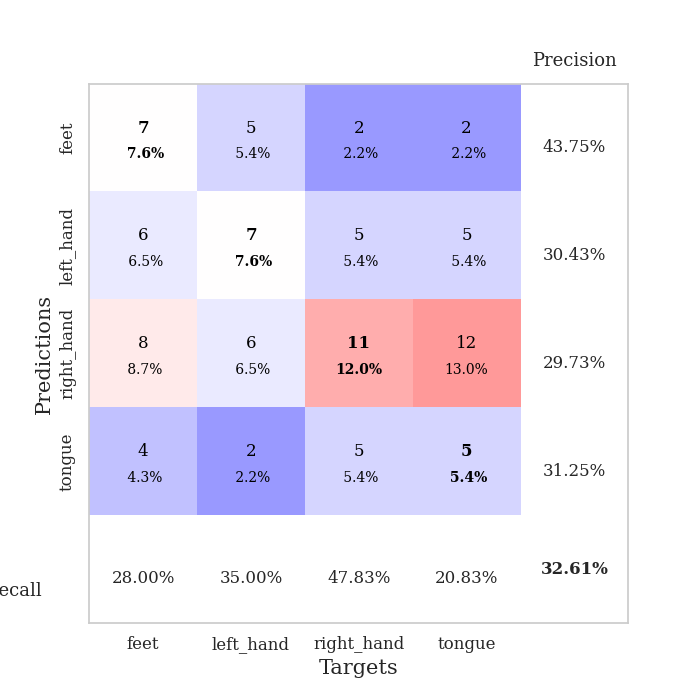 Precision
feet
7 5 2 2 43.75%
7.6% 5.4% 2.2% 2.2%
left_hand
6 7 5 5 30.43%
6.5% 7.6% 5.4% 5.4%
Predictions
right_hand
8 6 11 12 29.73%
8.7% 6.5% 12.0% 13.0%
tongue
4 2 5 5 31.25%
4.3% 2.2% 5.4% 5.4%
ecall
28.00% 35.00% 47.83% 20.83% 32.61%
feet left_hand right_hand tongue
Targets